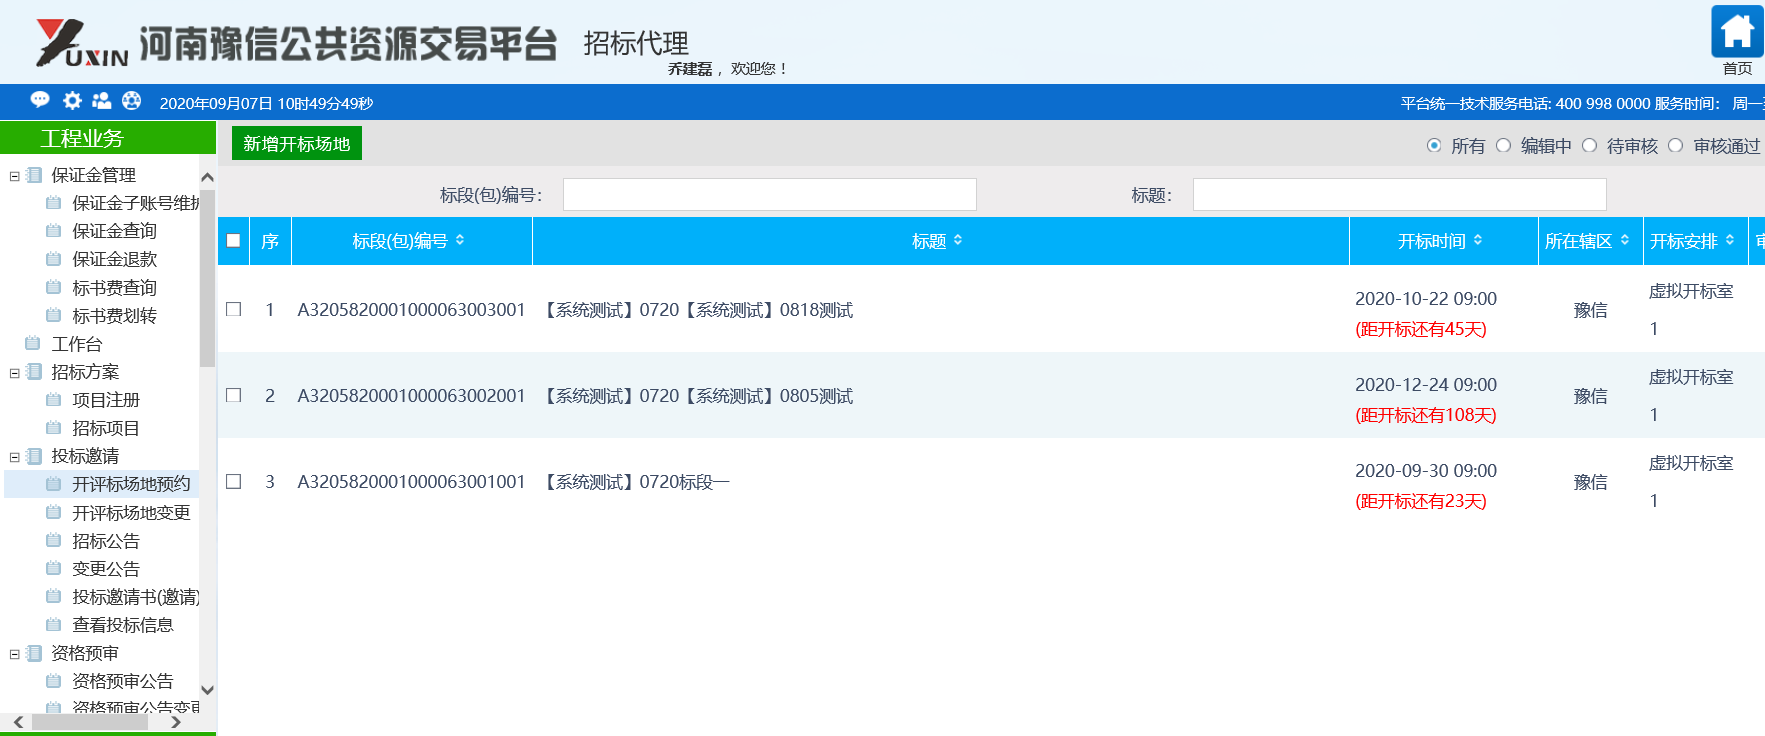 YUXIN 河南豫信公共资源交易平台 招标代理
乔建磊，欢迎您！
首页
2020年09月07日 10时49分49秒
平台统一技术服务电话: 400 998 0000 服务时间： 周一
工程业务
保证金管理
保证金子账号维护
保证金查询
保证金退款
标书费查询
标书费划转
工作台
招标方案
项目注册
招标项目
投标邀请
开评标场地预约
开评标场地变更
招标公告
变更公告
投标邀请书(邀请)
查看投标信息
资格预审
资格预审公告
资格预审公告变更
新增开标场地
所有 编辑中 待审核 审核通过
标段(包)编号： 标题：
序 标段(包)编号 标题 开标时间 所在辖区 开标安排
1 A3205820001000063003001 【系统测试】0720【系统测试】0818测试 2020-10-22 09:00 (距开标还有45天) 豫信 虚拟开标室1
2 A3205820001000063002001 【系统测试】0720【系统测试】0805测试 2020-12-24 09:00 (距开标还有108天) 豫信 虚拟开标室1
3 A3205820001000063001001 【系统测试】0720标段一 2020-09-30 09:00 (距开标还有23天) 豫信 虚拟开标室1